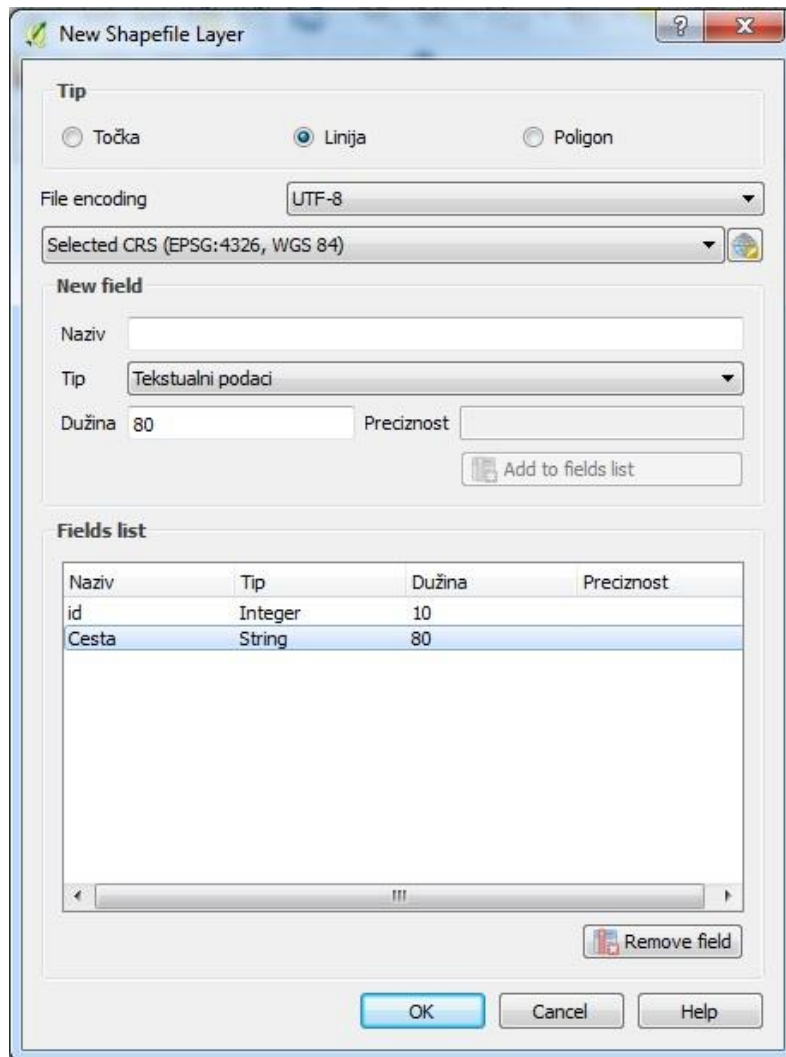 New Shapefile Layer
Tip
Točka Linija Poligon
File encoding UTF-8
Selected CRS (EPSG:4326, WGS 84)
New field
Naziv
Tip Tekstualni podaci
Dužina 80 Preciznost
Add to fields list
Fields list
Naziv Tip Dužina Preciznost
id Integer 10
Cesta String 80
Remove field
OK Cancel Help